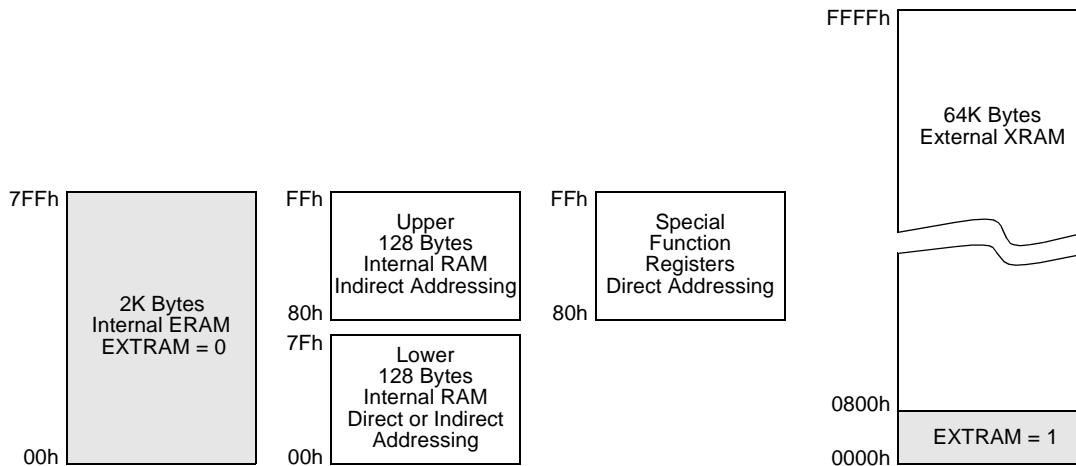 7FFh
2K Bytes
Internal ERAM
EXTRAM = 0
00h
FFh
Upper
128 Bytes
Internal RAM
Indirect Addressing
80h
7Fh
Lower
128 Bytes
Internal RAM
Direct or Indirect
Addressing
00h
FFh
Special
Function
Registers
Direct Addressing
80h
FFFFh
64K Bytes
External XRAM
0800h
EXTRAM = 1
0000h